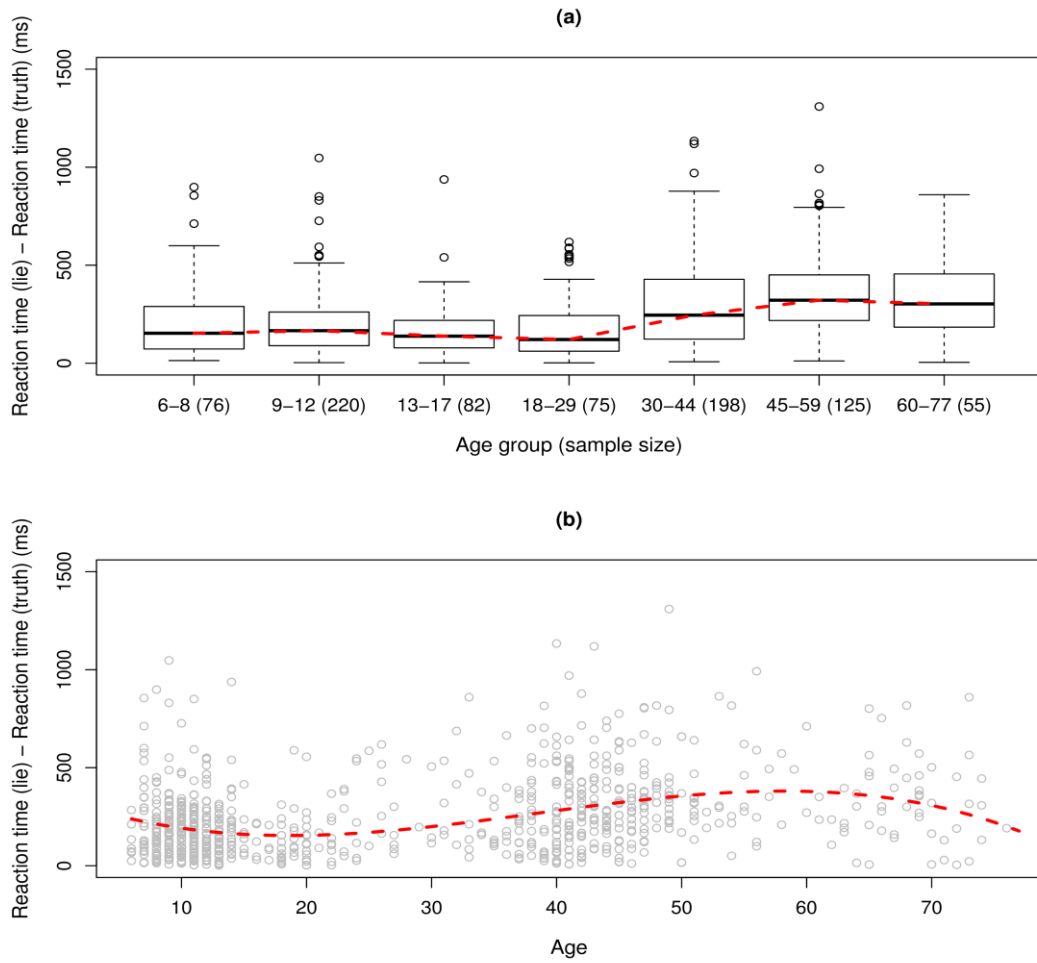 (a)
Reaction time (lie) − Reaction time (truth) (ms)
1500
1000
500
0
6−8 (76) 9−12 (220) 13−17 (82) 18−29 (75) 30−44 (198) 45−59 (125) 60−77 (55)
Age group (sample size)
(b)
Reaction time (lie) − Reaction time (truth) (ms)
1500
1000
500
0
10 20 30 40 50 60 70
Age